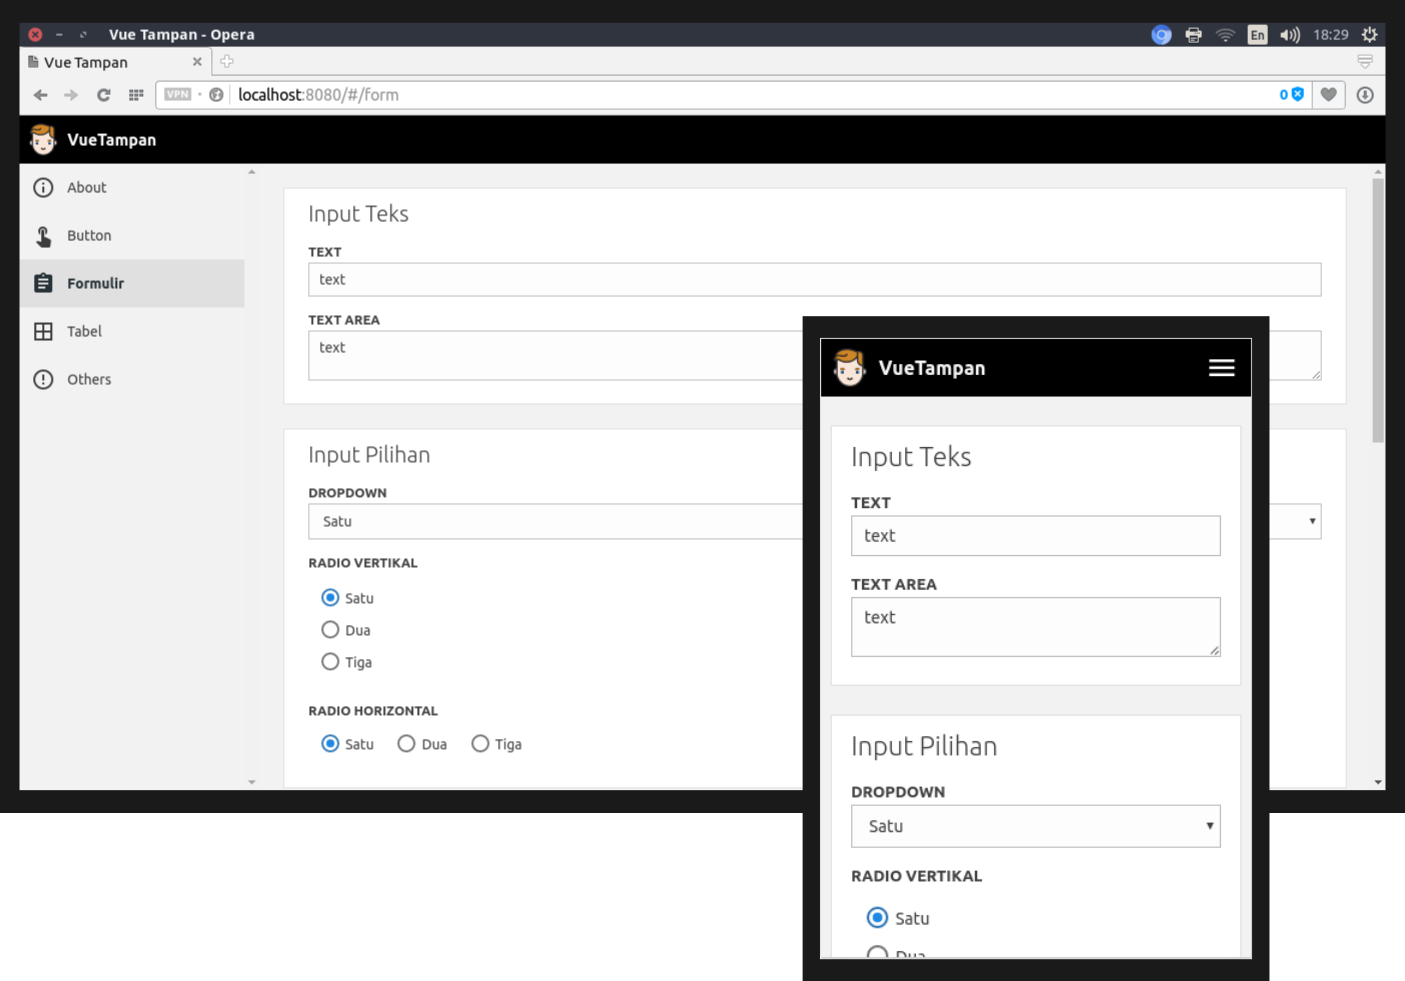 Vue Tampan - Opera
En
18:29
Vue Tampan
VPN
localhost:8080/#/form
0
VueTampan
About
Button
Formulir
Tabel
Others
Input Teks
TEXT
text
TEXT AREA
text
Input Pilihan
DROPDOWN
Satu
RADIO VERTIKAL
Satu
Dua
Tiga
RADIO HORIZONTAL
Satu Dua Tiga
VueTampan
Input Teks
TEXT
text
TEXT AREA
text
Input Pilihan
DROPDOWN
Satu
RADIO VERTIKAL
Satu
Dua